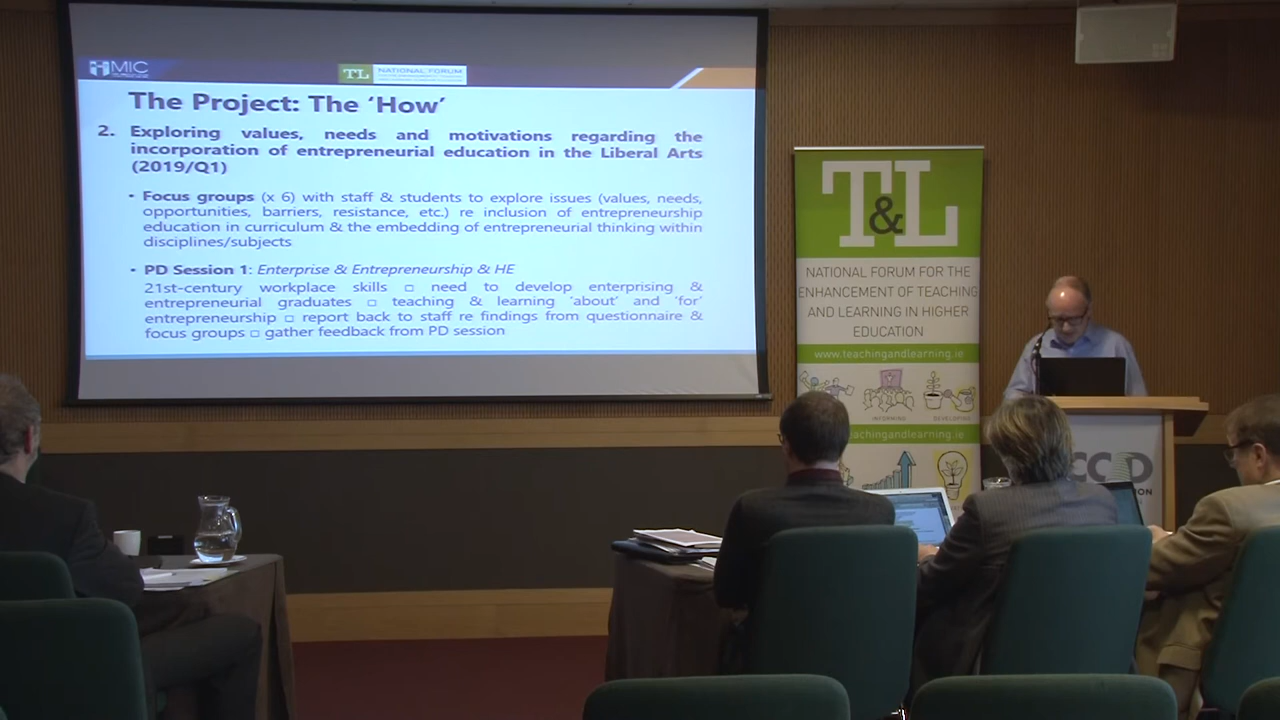 MIC
TL NATIONAL FORUM
The Project: The ‘How’
2. Exploring values, needs and motivations regarding the
incorporation of entrepreneurial education in the Liberal Arts
(2019/Q1)
• Focus groups (x 6) with staff & students to explore issues (values, needs,
opportunities, barriers, resistance, etc.) re inclusion of entrepreneurship
education in curriculum & the embedding of entrepreneurial thinking within
disciplines/subjects
• PD Session 1: Enterprise & Entrepreneurship & HE
21st-century workplace skills □ need to develop enterprising &
entrepreneurial graduates □ teaching & learning ‘about’ and ‘for’
entrepreneurship □ report back to staff re findings from questionnaire &
focus groups □ gather feedback from PD session
T&L
NATIONAL FORUM FOR THE
ENHANCEMENT OF TEACHING
AND LEARNING IN HIGHER
EDUCATION
www.teachingandlearning.ie
INFORMING DEVELOPING
achingandlearning.ie